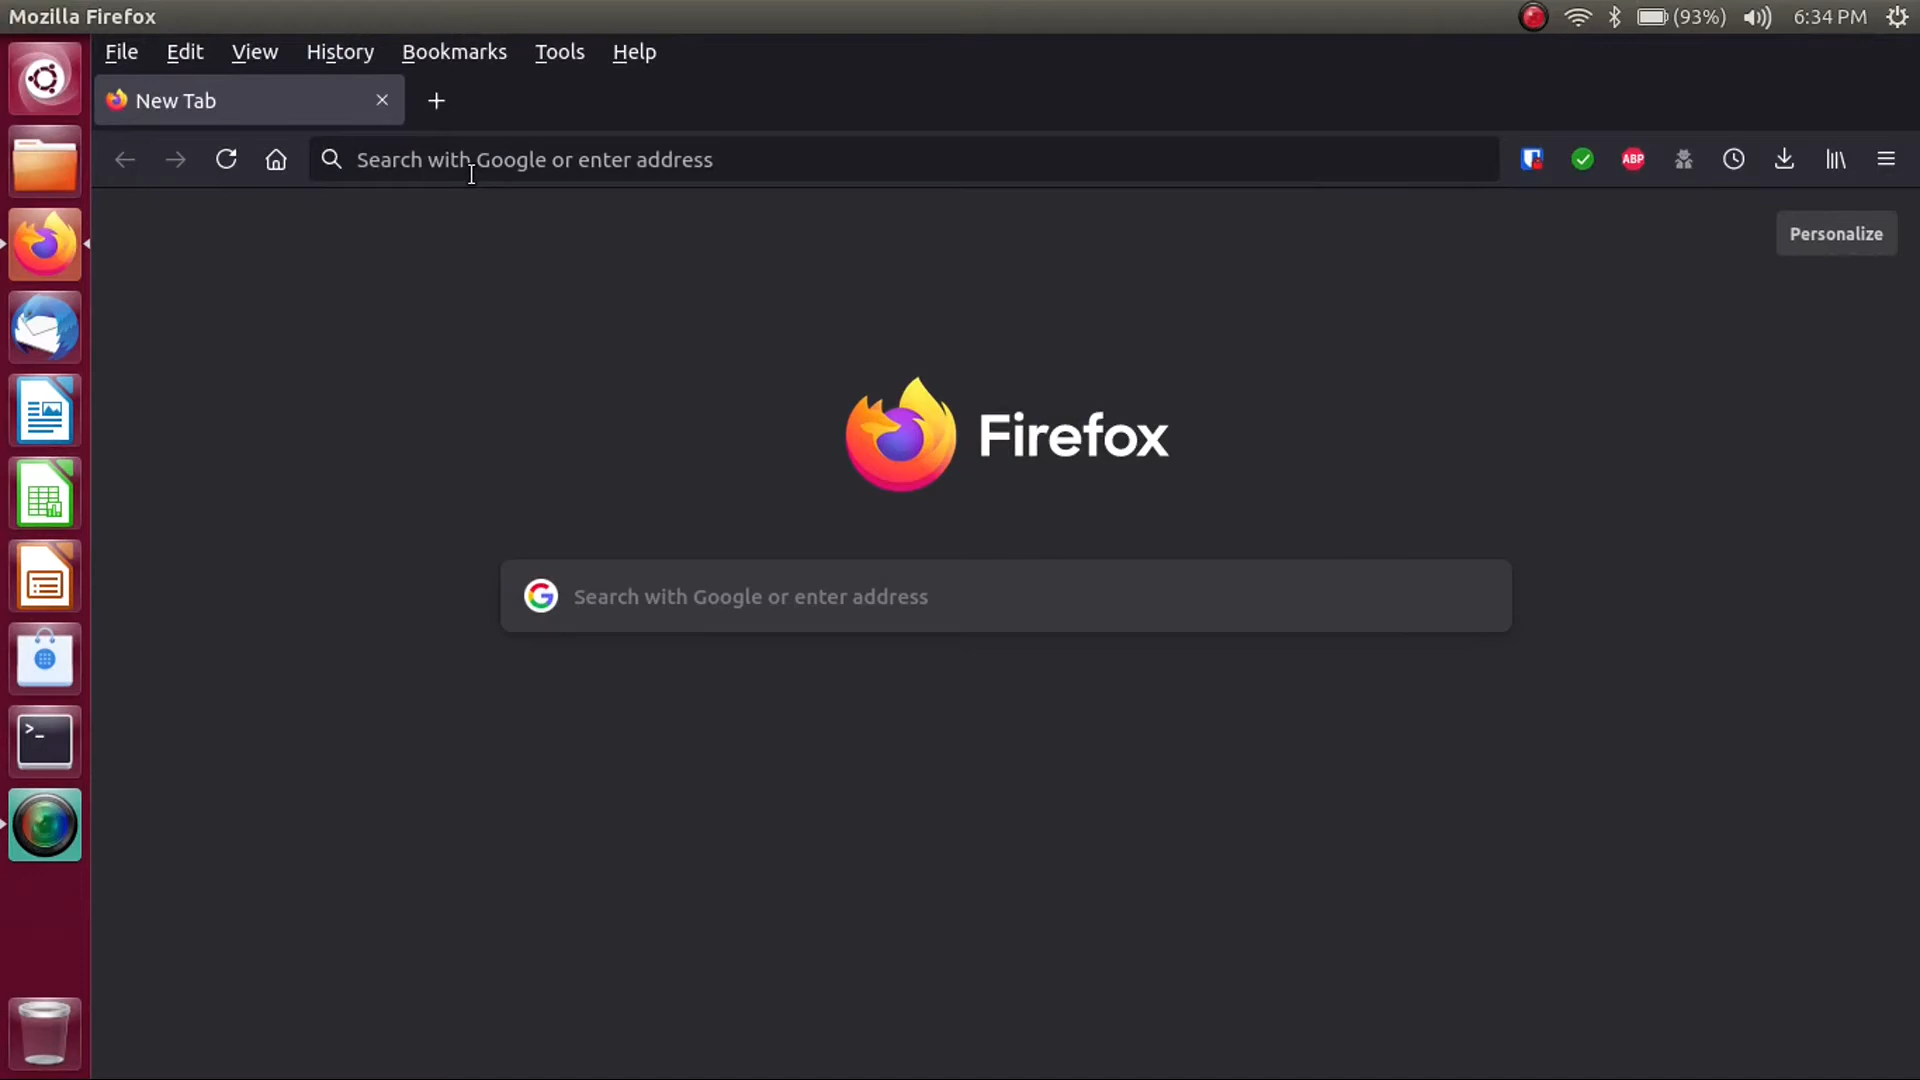 Mozilla Firefox
(93%)
6:34 PM
File Edit View History Bookmarks Tools Help
New Tab
Search with Google or enter address
ABP
Personalize
Firefox
G Search with Google or enter address
>_